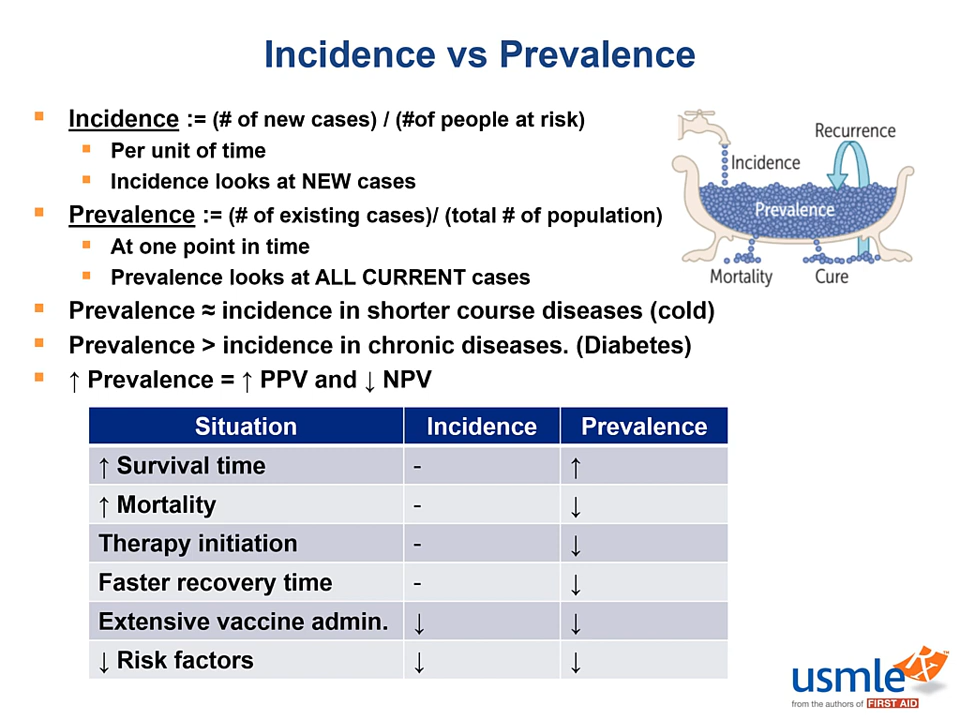 Incidence vs Prevalence
Incidence := (# of new cases) / (#of people at risk)
Per unit of time
Incidence looks at NEW cases
Prevalence := (# of existing cases)/ (total # of population)
At one point in time
Prevalence looks at ALL CURRENT cases
Prevalence ≈ incidence in shorter course diseases (cold)
Prevalence > incidence in chronic diseases. (Diabetes)
↑ Prevalence = ↑ PPV and ↓ NPV
Recurrence
Incidence
Prevalence
Mortality
Cure
Situation Incidence Prevalence
↑ Survival time - ↑
↑ Mortality - ↓
Therapy initiation - ↓
Faster recovery time - ↓
Extensive vaccine admin. ↓ ↓
↓ Risk factors ↓ ↓
usmle Rx™
from the authors of FIRST AID